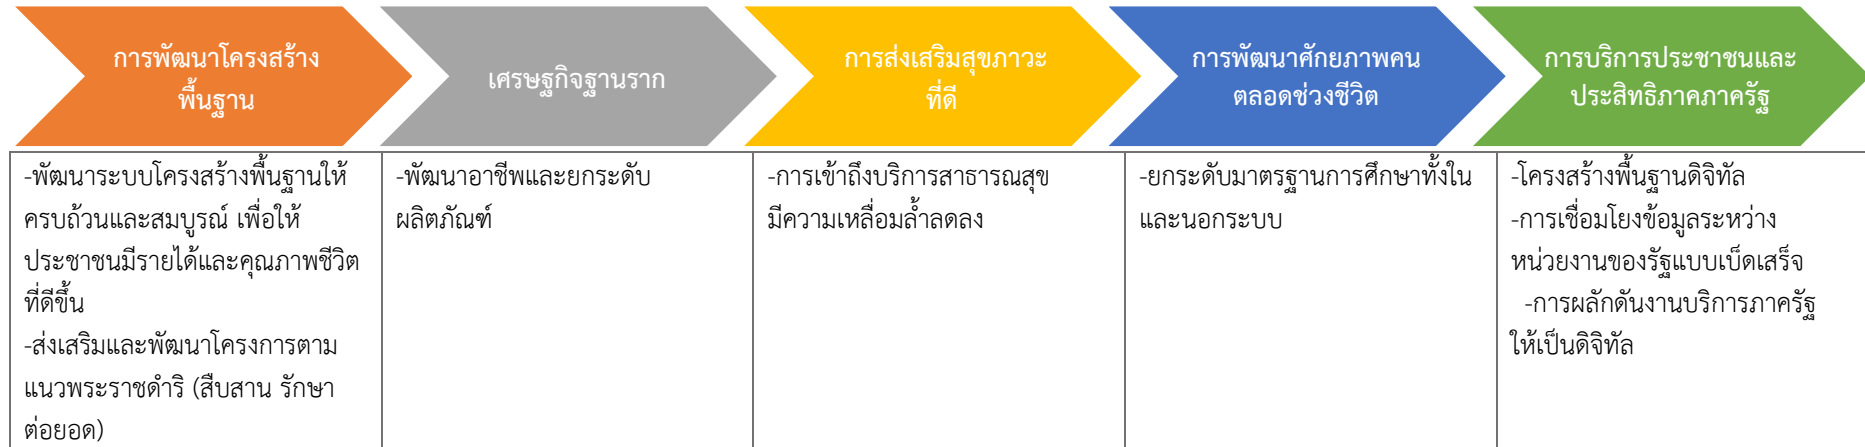 การพัฒนาโครงสร้าง
พื้นฐาน
เศรษฐกิจฐานราก
การส่งเสริมสุขภาวะ
ที่ดี
การพัฒนาศักยภาพคน
ตลอดช่วงชีวิต
การบริการประชาชนและ
ประสิทธิภาคภาครัฐ
-พัฒนาระบบโครงสร้างพื้นฐานให้
ครบถ้วนและสมบูรณ์ เพื่อให้
ประชาชนมีรายได้และคุณภาพชีวิต
ที่ดีขึ้น
-ส่งเสริมและพัฒนาโครงการตาม
แนวพระราชดำริ (สืบสาน รักษา
ต่อยอด)
-พัฒนาอาชีพและยกระดับ
ผลิตภัณฑ์
-การเข้าถึงบริการสาธารณสุข
มีความเหลื่อมล้ำลดลง
-ยกระดับมาตรฐานการศึกษาทั้งใน
และนอกระบบ
-โครงสร้างพื้นฐานดิจิทัล
-การเชื่อมโยงข้อมูลระหว่าง
หน่วยงานของรัฐแบบเบ็ดเสร็จ
-การผลักดันงานบริการภาครัฐ
ให้เป็นดิจิทัล